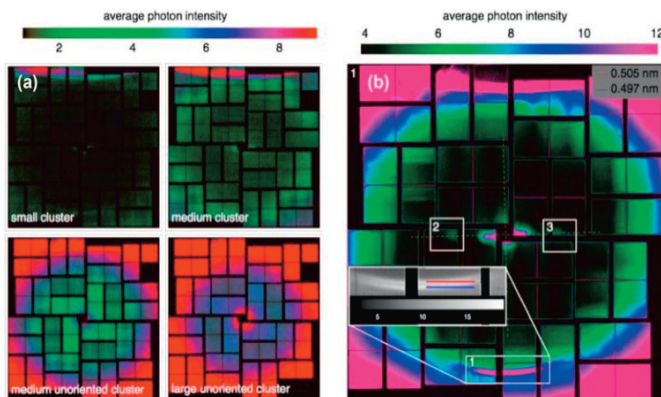 average photon intensity
2 4 6 8
(a)
small cluster
medium cluster
medium unoriented cluster
large unoriented cluster
average photon intensity
4 6 8 10 12
1
(b)
0.505 nm
0.497 nm
2
3
5 10 15
1